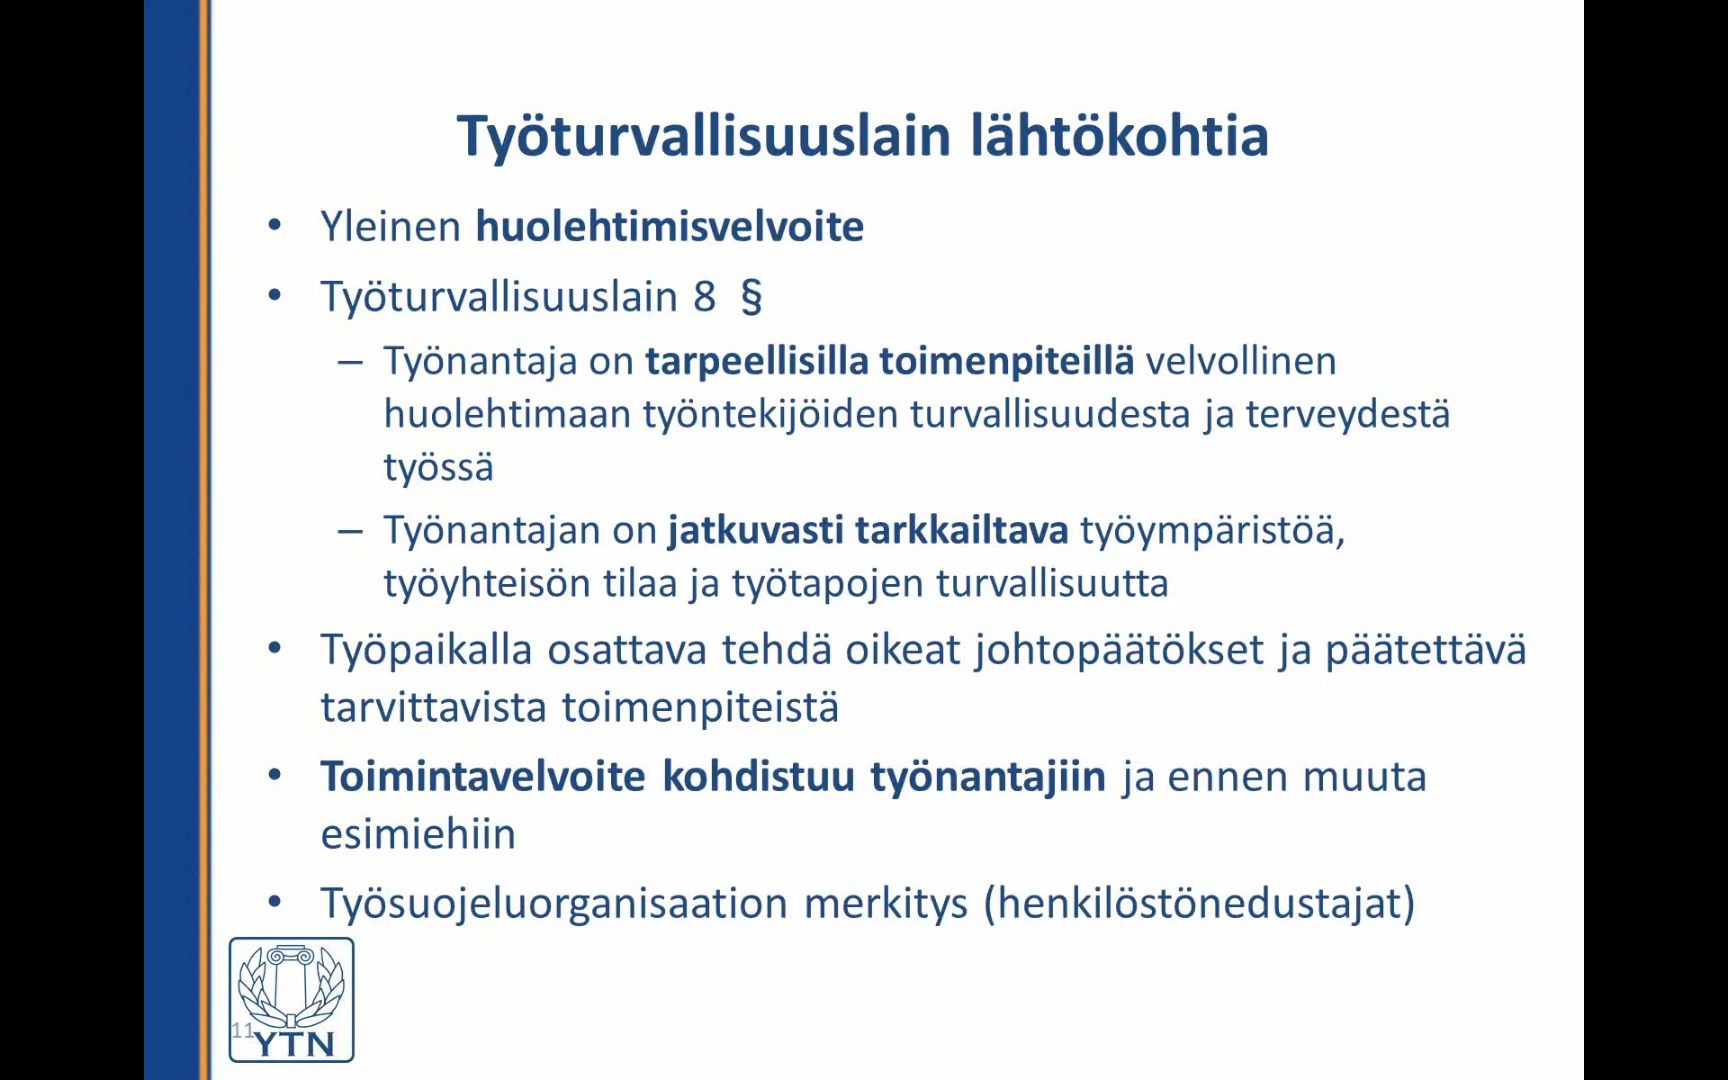 Työturvallisuuslain lähtökohtia
• Yleinen huolehtimisvelvoite
• Työturvallisuuslain 8 §
– Työnantaja on tarpeellisilla toimenpiteillä velvollinen
huolehtimaan työntekijöiden turvallisuudesta ja terveydestä
työssä
– Työnantajan on jatkuvasti tarkkailtava työympäristöä,
työyhteisön tilaa ja työtapojen turvallisuutta
• Työpaikalla osattava tehdä oikeat johtopäätökset ja päätettävä
tarvittavista toimenpiteistä
• Toimintavelvoite kohdistuu työnantajiin ja ennen muuta
esimiehiin
• Työsuojeluorganisaation merkitys (henkilöstönedustajat)
11
YTN